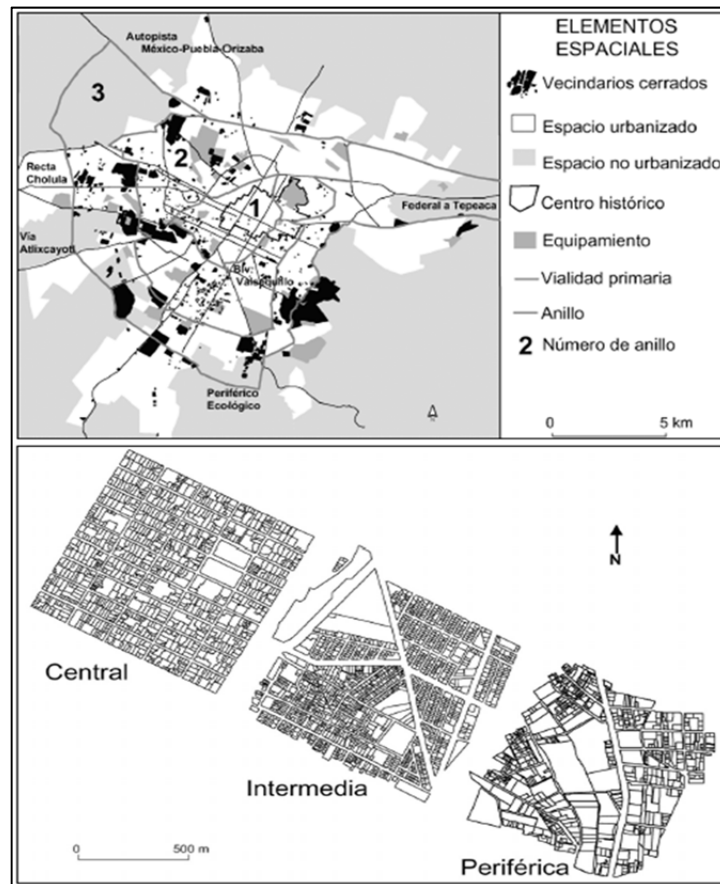 Autopista
México-Puebla-Orizaba
3
2
1
Recta
Cholula
Vía
Atlixcayotl
Federal a Tepeaca
Blv.
Valsequillo
Periférico
Ecológico
ELEMENTOS
ESPACIALES
Vecindarios cerrados
Espacio urbanizado
Espacio no urbanizado
Centro histórico
Equipamiento
Vialidad primaria
Anillo
2 Número de anillo
0 5 km
Central
Intermedia
Periférica
N
0 500 m